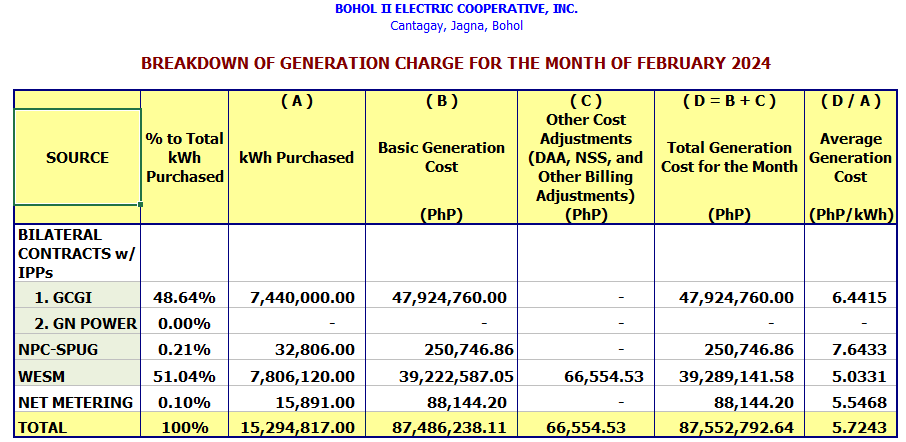 BOHOL II ELECTRIC COOPERATIVE, INC.
Cantagay, Jagna, Bohol
BREAKDOWN OF GENERATION CHARGE FOR THE MONTH OF FEBRUARY 2024
SOURCE
% to Total
kWh
Purchased
( A )
kWh Purchased
( B )
Basic Generation
Cost
(PhP)
( C )
Other Cost
Adjustments
(DAA, NSS, and
Other Billing
Adjustments)
(PhP)
( D = B + C )
Total Generation
Cost for the Month
(PhP)
( D / A )
Average
Generation
Cost
(PhP/kWh)
BILATERAL
CONTRACTS w/
IPPs
1. GCGI 48.64% 7,440,000.00 47,924,760.00 - 47,924,760.00 6.4415
2. GN POWER 0.00% - - - - -
NPC-SPUG 0.21% 32,806.00 250,746.86 - 250,746.86 7.6433
WESM 51.04% 7,806,120.00 39,222,587.05 66,554.53 39,289,141.58 5.0331
NET METERING 0.10% 15,891.00 88,144.20 - 88,144.20 5.5468
TOTAL 100% 15,294,817.00 87,486,238.11 66,554.53 87,552,792.64 5.7243